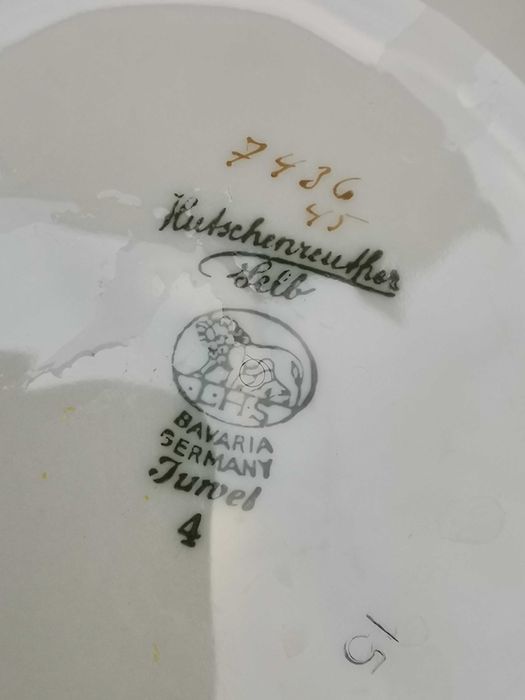 7436
45
Hutschenreuther
Selb
BAVARIA
GERMANY
Juwel
4
15